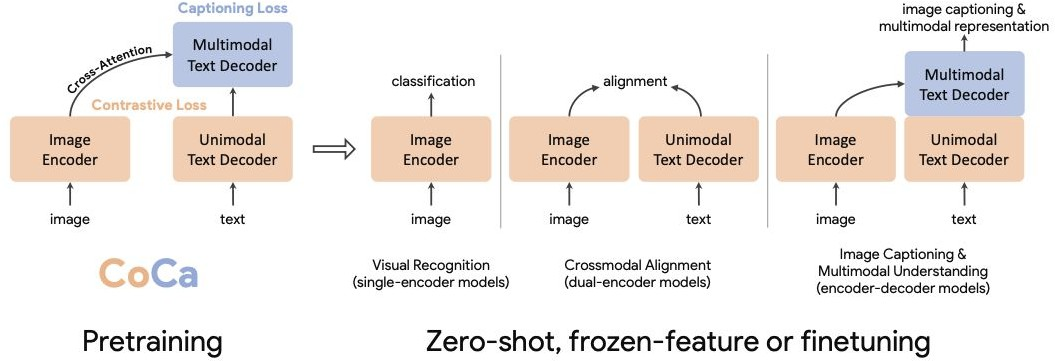 Captioning Loss
Multimodal
Text Decoder
Cross-Attention
Contrastive Loss
Image
Encoder
Unimodal
Text Decoder
image
text
CoCa
Pretraining
classification
Image
Encoder
image
Visual Recognition
(single-encoder models)
alignment
Image
Encoder
Unimodal
Text Decoder
image
text
Crossmodal Alignment
(dual-encoder models)
image captioning &
multimodal representation
Multimodal
Text Decoder
Image
Encoder
Unimodal
Text Decoder
image
text
Image Captioning &
Multimodal Understanding
(encoder-decoder models)
Zero-shot, frozen-feature or finetuning